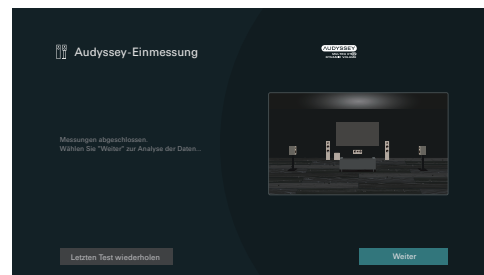 Audyssey-Einmessung
AUDYSSEY
Messungen abgeschlossen.
Wählen Sie "Weiter" zur Analyse der Daten...
Letzten Test wiederholen
Weiter